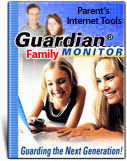 Parent's
Internet Tools
Guardian®
Family MONITOR
Guarding the Next Generation!